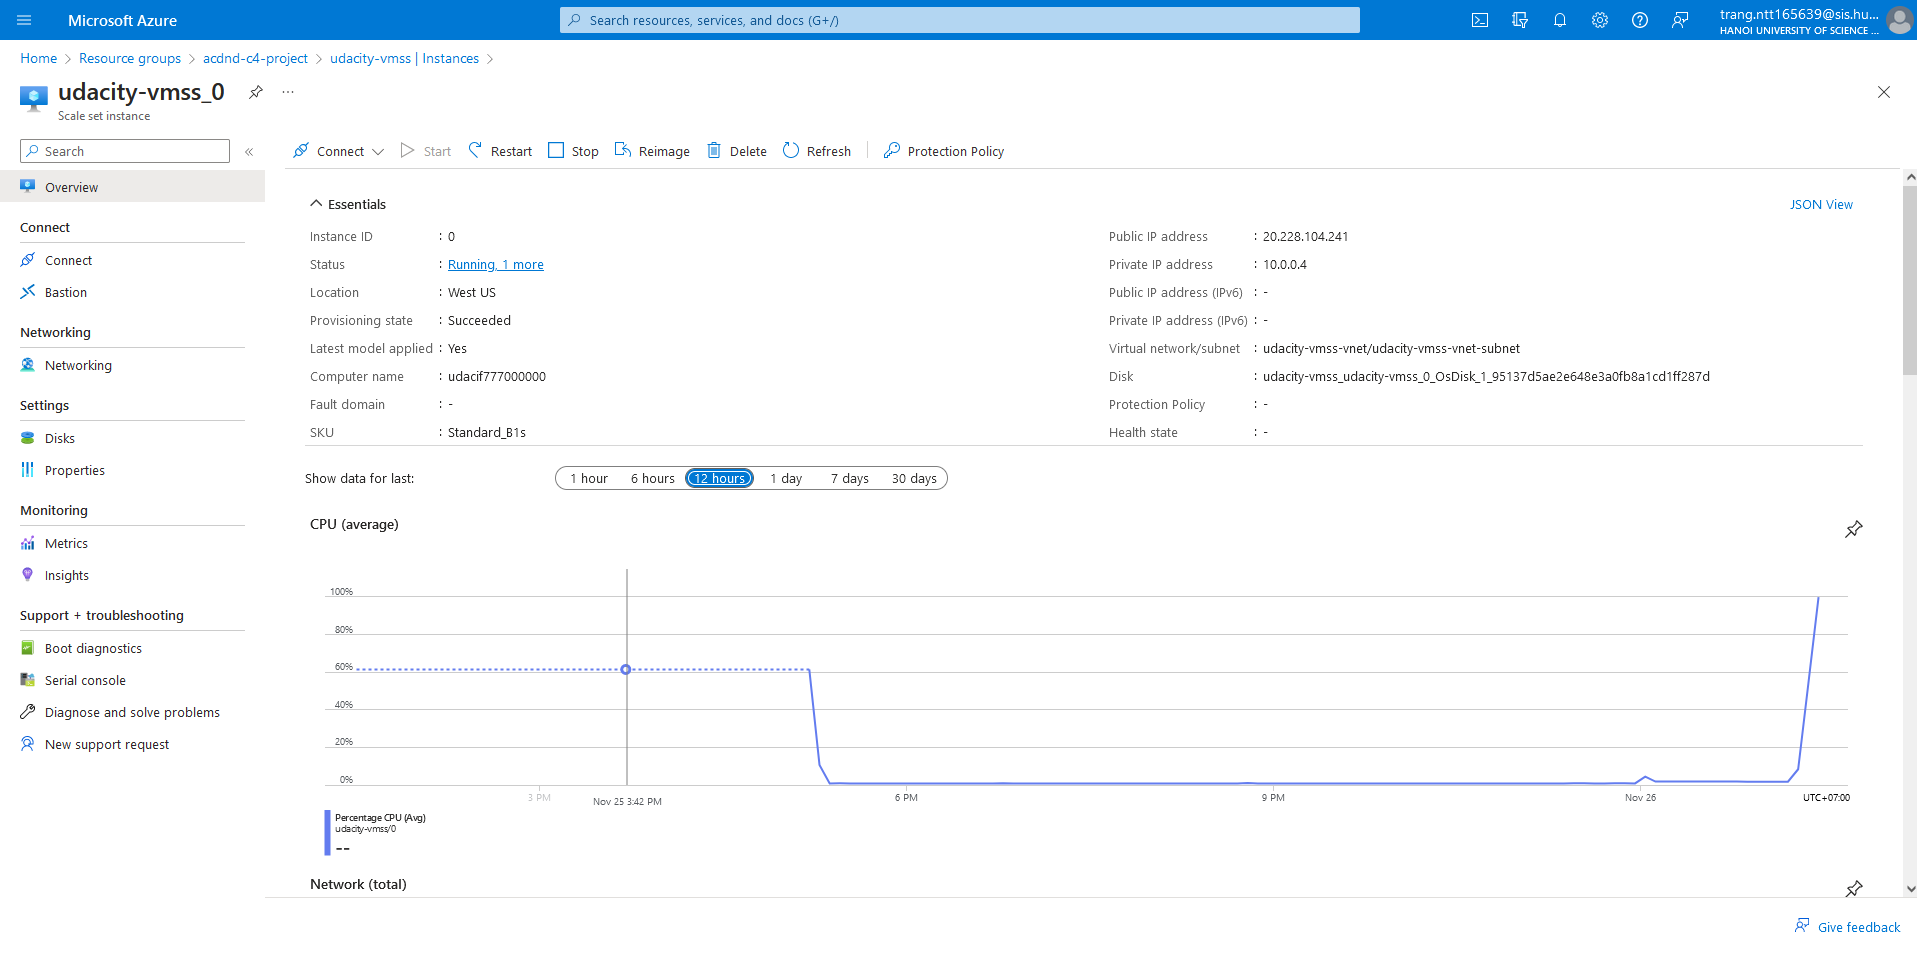 Microsoft Azure
Search resources, services, and docs (G+/)
trang.ntt165639@sis.hu...
HANOI UNIVERSITY OF SCIENCE ...
Home > Resource groups > acdnd-c4-project > udacity-vmss | Instances >
udacity-vmss_0
Scale set instance
Search
Connect
Start
Restart
Stop
Reimage
Delete
Refresh
Protection Policy
Overview
Connect
Connect
Bastion
Networking
Networking
Settings
Disks
Properties
Monitoring
Metrics
Insights
Support + troubleshooting
Boot diagnostics
Serial console
Diagnose and solve problems
New support request
Essentials
JSON View
Instance ID : 0
Status : Running, 1 more
Location : West US
Provisioning state : Succeeded
Latest model applied : Yes
Computer name : udacif777000000
Fault domain : -
SKU : Standard_B1s
Public IP address : 20.228.104.241
Private IP address : 10.0.0.4
Public IP address (IPv6) : -
Private IP address (IPv6) : -
Virtual network/subnet : udacity-vmss-vnet/udacity-vmss-vnet-subnet
Disk : udacity-vmss_udacity-vmss_0_OsDisk_1_95137d5ae2e648e3a0fb8a1cd1ff287d
Protection Policy : -
Health state : -
Show data for last: 1 hour 6 hours 12 hours 1 day 7 days 30 days
CPU (average)
100%
80%
60%
40%
20%
0%
3 PM
Nov 25 3:42 PM
6 PM
9 PM
Nov 26
UTC+07:00
Percentage CPU (Avg)
udacity-vmss/0
--
Network (total)
Give feedback